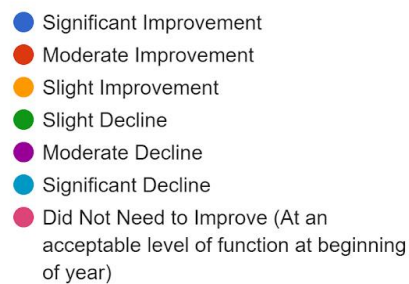 Significant Improvement
Moderate Improvement
Slight Improvement
Slight Decline
Moderate Decline
Significant Decline
Did Not Need to Improve (At an
acceptable level of function at beginning
of year)